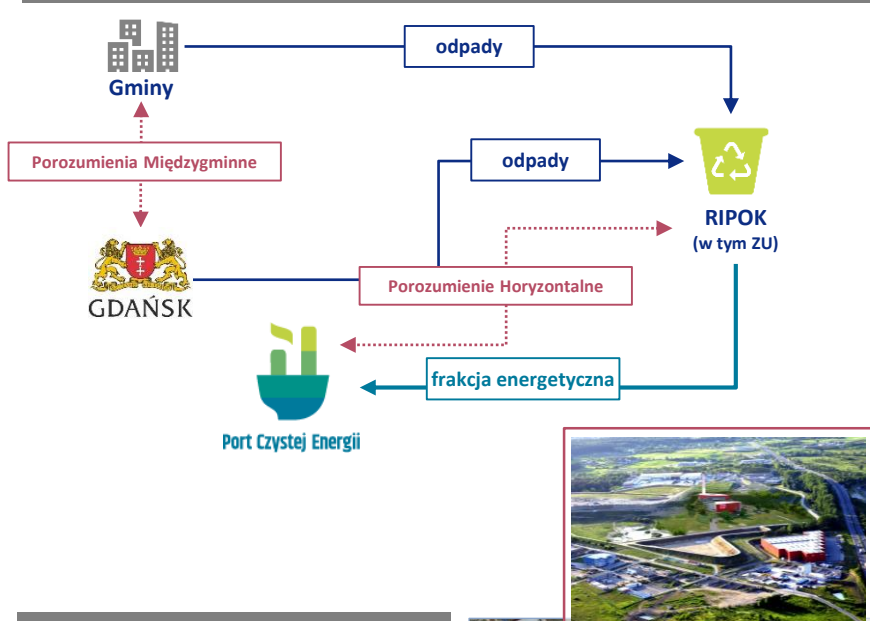 odpady
Gminy
Porozumienia Międzygminne
odpady
RIPOK
(w tym ZU)
GDAŃSK
Porozumienie Horyzontalne
frakcja energetyczna
Port Czystej Energii